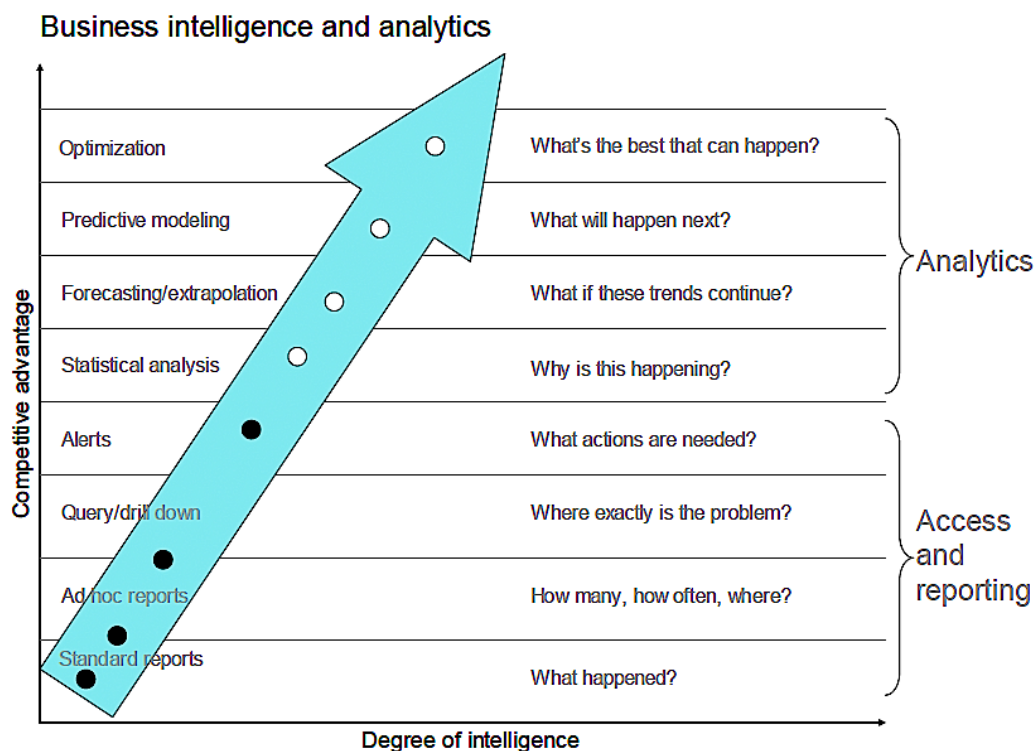 Business intelligence and analytics
Competitive advantage
Optimization
What's the best that can happen?
Predictive modeling
What will happen next?
Analytics
Forecasting/extrapolation
What if these trends continue?
Statistical analysis
Why is this happening?
Alerts
What actions are needed?
Query/drill down
Where exactly is the problem?
Access
and
reporting
Ad hoc reports
How many, how often, where?
Standard reports
What happened?
Degree of intelligence